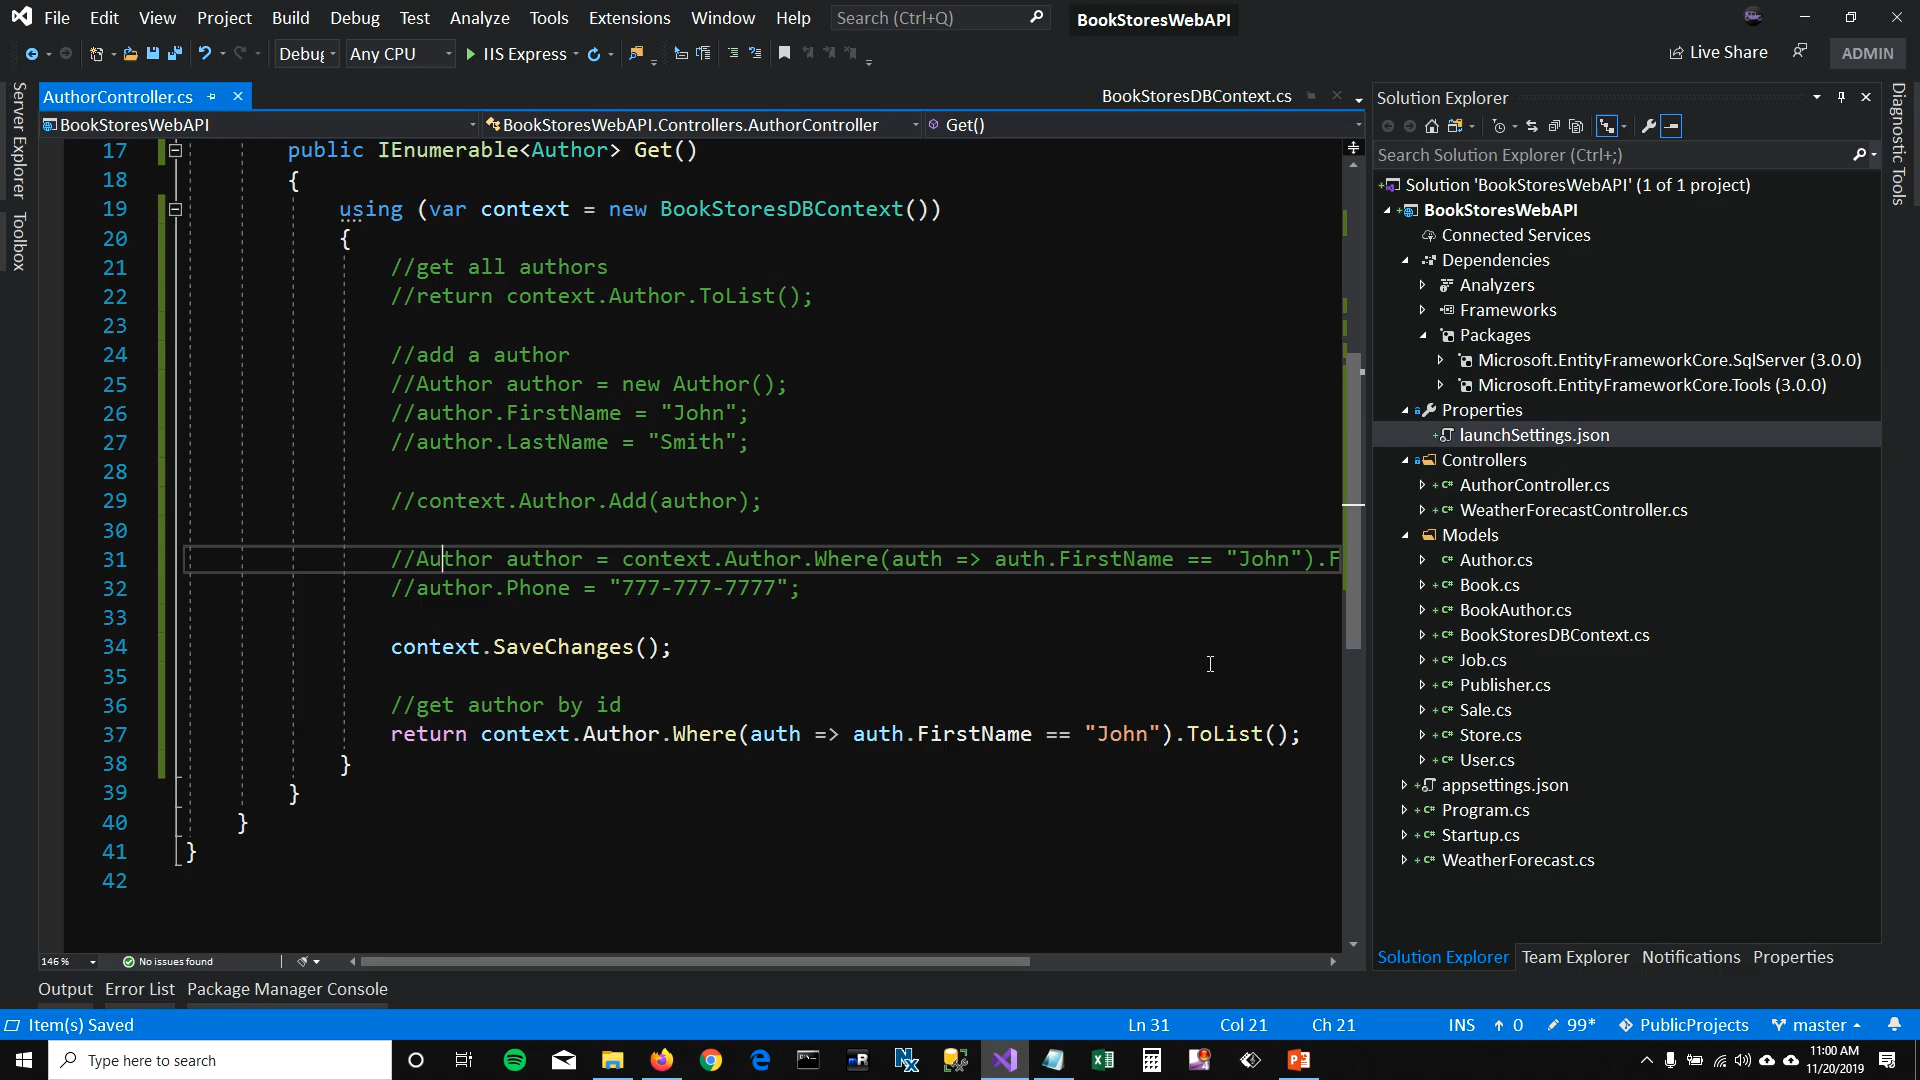 File Edit View Project Build Debug Test Analyze Tools Extensions Window Help Search (Ctrl+Q) BookStoresWebAPI
Debug Any CPU IIS Express Live Share ADMIN
Server Explorer
Toolbox
AuthorController.cs BookStoresDBContext.cs
BookStoresWebAPI BookStoresWebAPI.Controllers.AuthorController Get()
17 public IEnumerable<Author> Get()
18 {
19 using (var context = new BookStoresDBContext())
20 {
21 //get all authors
22 //return context.Author.ToList();
23
24 //add a author
25 //Author author = new Author();
26 //author.FirstName = "John";
27 //author.LastName = "Smith";
28
29 //context.Author.Add(author);
30
31 //Author author = context.Author.Where(auth => auth.FirstName == "John").F
32 //author.Phone = "777-777-7777";
33
34 context.SaveChanges();
35
36 //get author by id
37 return context.Author.Where(auth => auth.FirstName == "John").ToList();
38 }
39 }
40 }
41 }
42
146 % No issues found
Solution Explorer
Search Solution Explorer (Ctrl+;)
Solution 'BookStoresWebAPI' (1 of 1 project)
BookStoresWebAPI
Connected Services
Dependencies
Analyzers
Frameworks
Packages
Microsoft.EntityFrameworkCore.SqlServer (3.0.0)
Microsoft.EntityFrameworkCore.Tools (3.0.0)
Properties
launchSettings.json
Controllers
C# AuthorController.cs
C# WeatherForecastController.cs
Models
C# Author.cs
C# Book.cs
C# BookAuthor.cs
C# BookStoresDBContext.cs
C# Job.cs
C# Publisher.cs
C# Sale.cs
C# Store.cs
C# User.cs
appsettings.json
C# Program.cs
C# Startup.cs
C# WeatherForecast.cs
Solution Explorer Team Explorer Notifications Properties
Diagnostic Tools
Output Error List Package Manager Console
Item(s) Saved Ln 31 Col 21 Ch 21 INS 0 99* PublicProjects master
Type here to search
11:00 AM
11/20/2019